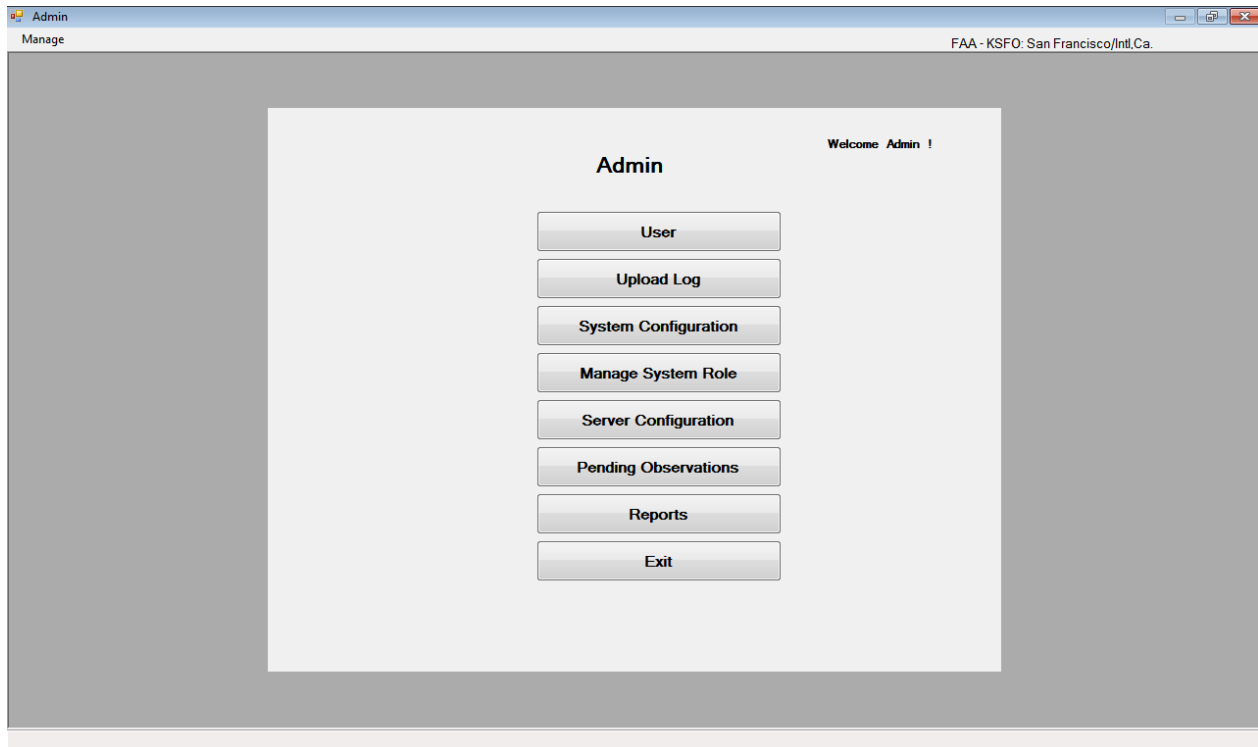 Admin
Manage
FAA - KSFO: San Francisco/Intl,Ca.
Welcome Admin !
Admin
User
Upload Log
System Configuration
Manage System Role
Server Configuration
Pending Observations
Reports
Exit